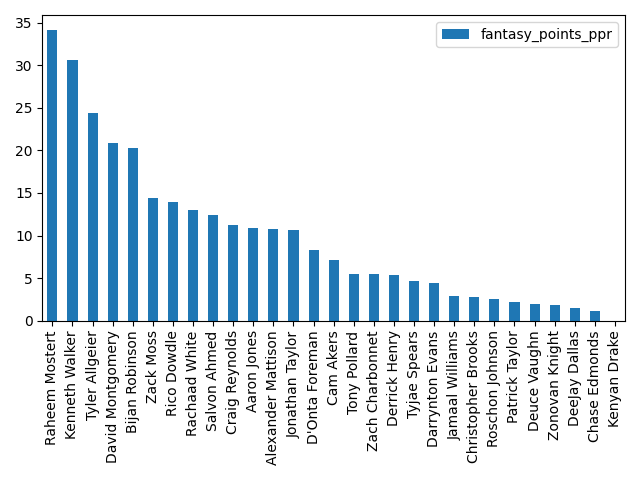 fantasy_points_ppr
35
30
25
20
15
10
5
0
Raheem Mostert
Kenneth Walker
Tyler Allgeier
David Montgomery
Bijan Robinson
Zack Moss
Rico Dowdle
Rachaad White
Salvon Ahmed
Craig Reynolds
Aaron Jones
Alexander Mattison
Jonathan Taylor
D'Onta Foreman
Cam Akers
Tony Pollard
Zach Charbonnet
Derrick Henry
Tyjae Spears
Darrynton Evans
Jamaal Williams
Christopher Brooks
Roschon Johnson
Patrick Taylor
Deuce Vaughn
Zonovan Knight
DeeJay Dallas
Chase Edmonds
Kenyan Drake